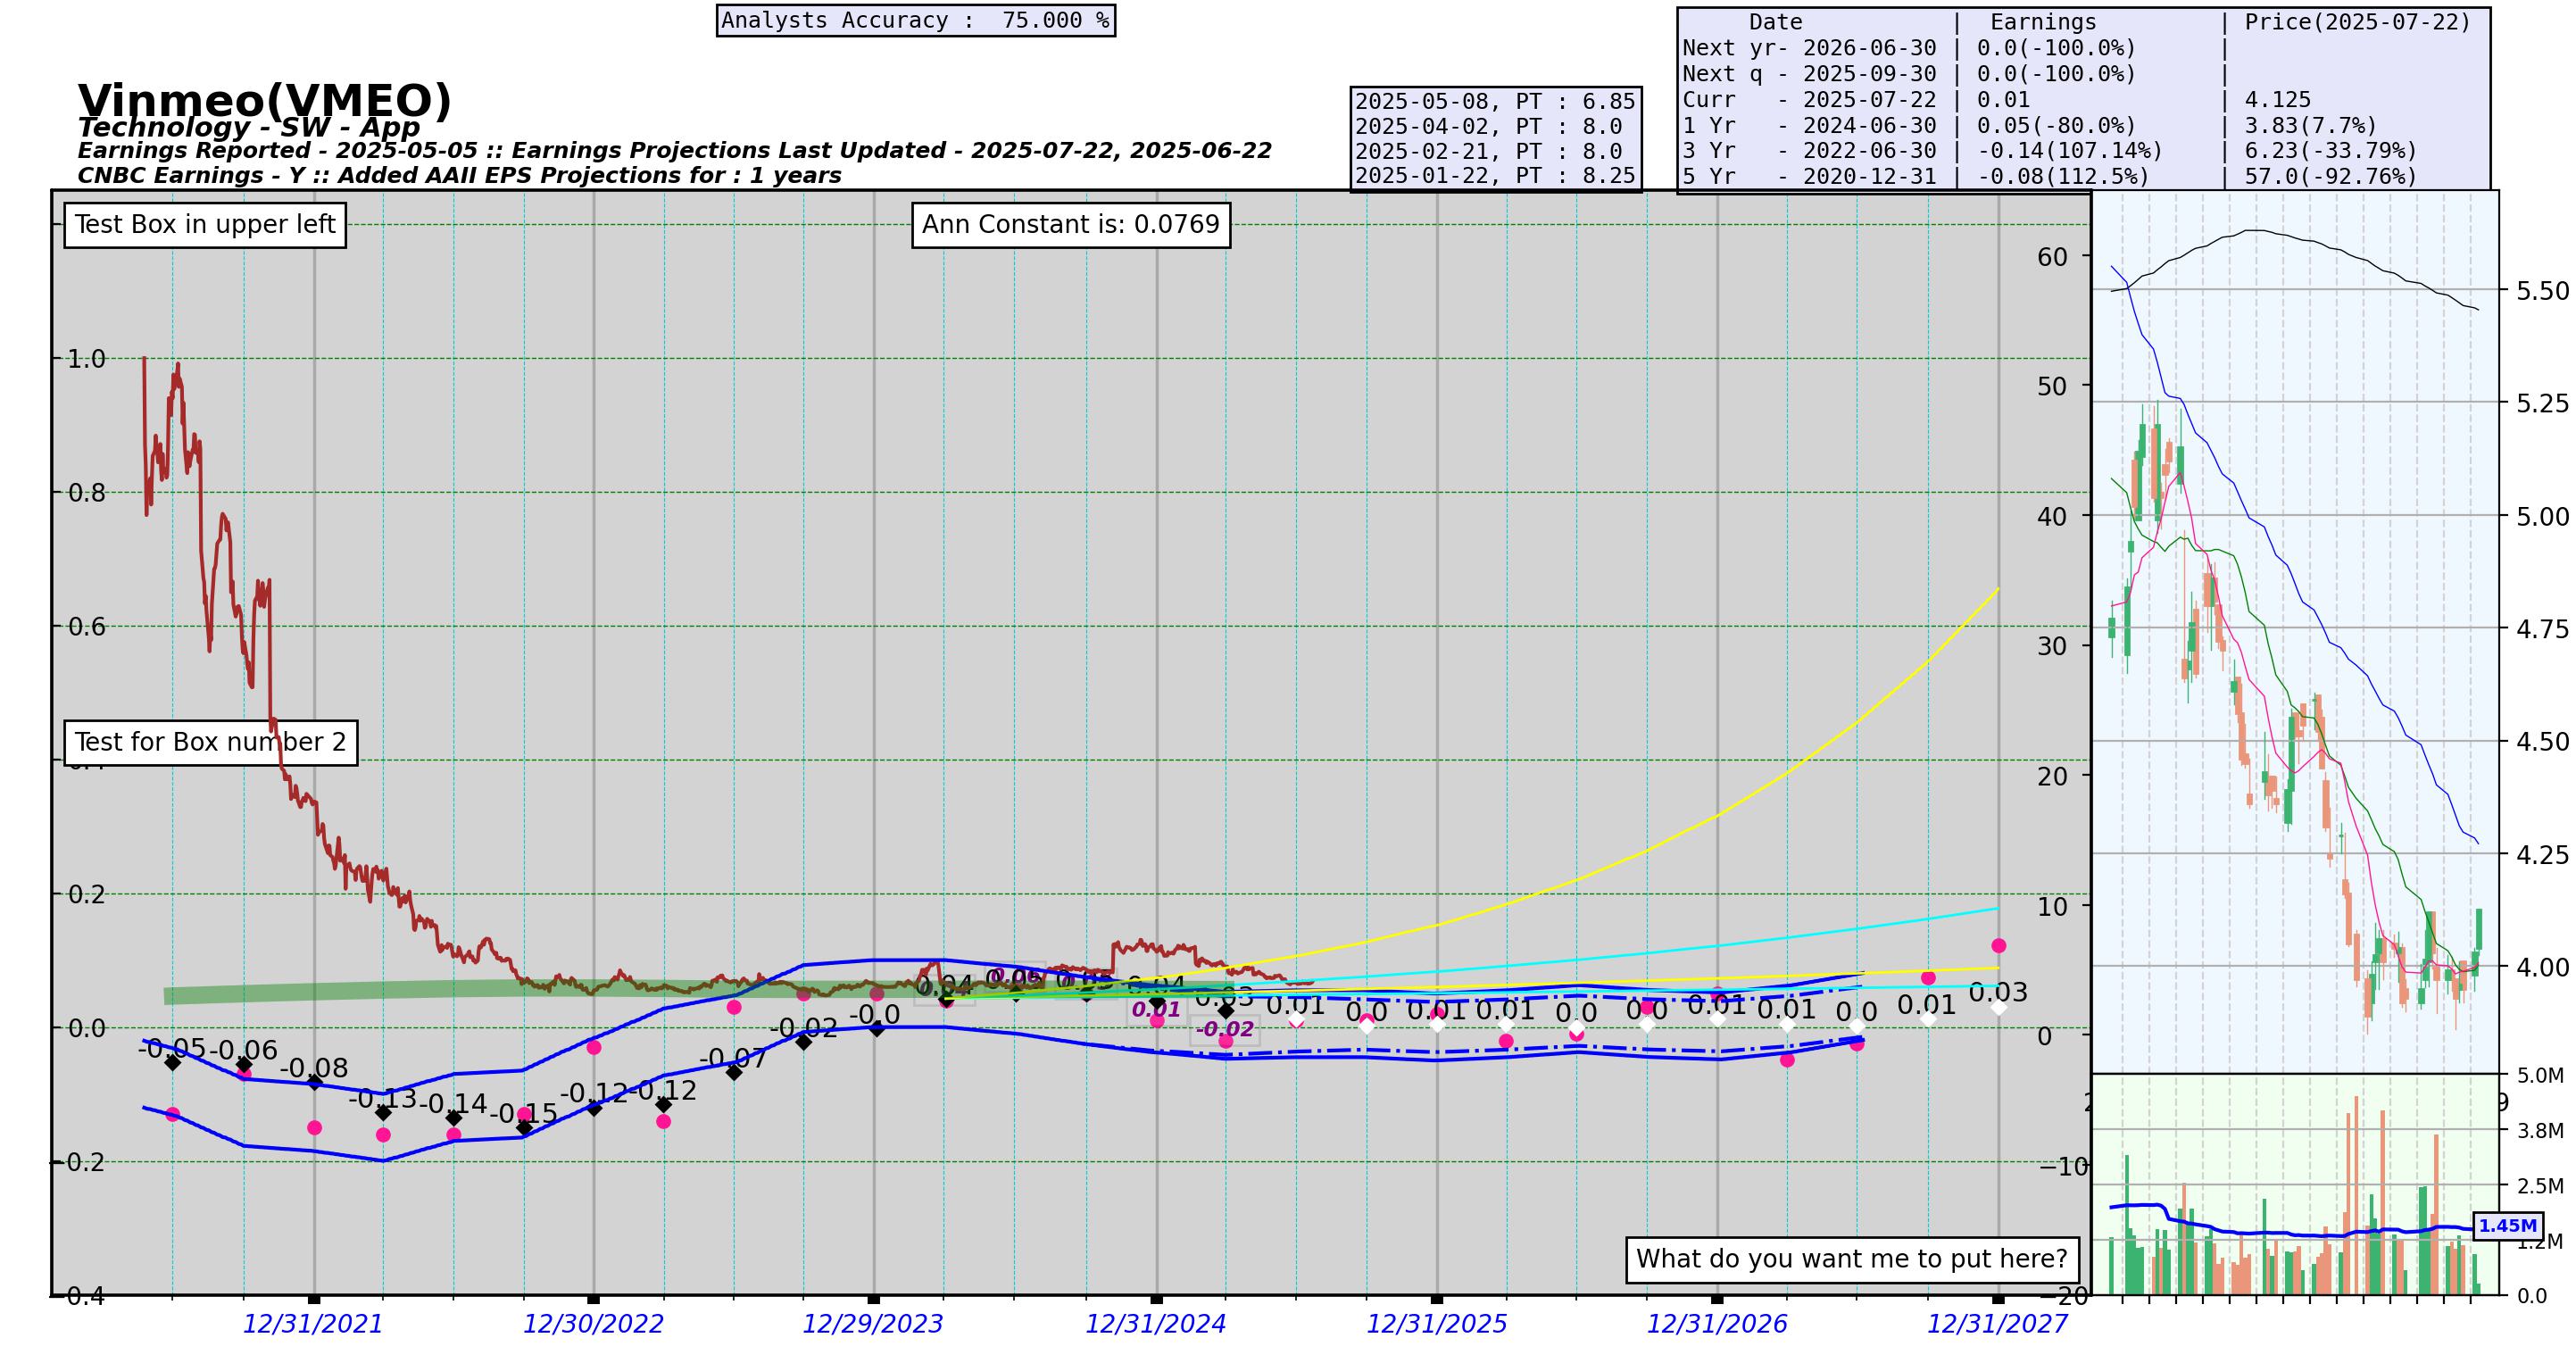 Analysts Accuracy :  75.000 %
Date | Earnings | Price(2025-07-22)
Next yr- 2026-06-30 | 0.0(-100.0%) |
Next q - 2025-09-30 | 0.0(-100.0%) |
Curr - 2025-07-22 | 0.01 | 4.125
1 Yr - 2024-06-30 | 0.05(-80.0%) | 3.83(7.7%)
3 Yr - 2022-06-30 | -0.14(107.14%) | 6.23(-33.79%)
5 Yr - 2020-12-31 | -0.08(112.5%) | 57.0(-92.76%)
Vinmeo(VMEO)
Technology - SW - App
Earnings Reported - 2025-05-05 :: Earnings Projections Last Updated - 2025-07-22, 2025-06-22
CNBC Earnings - Y :: Added AAII EPS Projections for : 1 years
2025-05-08, PT : 6.85
2025-04-02, PT : 8.0
2025-02-21, PT : 8.0
2025-01-22, PT : 8.25
Test Box in upper left
Ann Constant is: 0.0769
Test for Box number 2
What do you want me to put here?
1.0
0.8
0.6
0.2
0.0
−0.2
−0.4
60
50
40
30
20
10
0
−10
−20
5.50
5.25
5.00
4.75
4.50
4.25
4.00
5.0M
3.8M
2.5M
1.45M
1.2M
0.0
-0.05 -0.06 -0.08 -0.13 -0.14 -0.15 -0.12 -0.12 -0.07 -0.02 -0.0 0.04 0.04 0.03 0.01 0.0 0.01 0.01 0.0 0.0 0.01 0.01 0.0 0.01 0.03
0.01
-0.02
12/31/2021 12/30/2022 12/29/2023 12/31/2024 12/31/2025 12/31/2026 12/31/2027